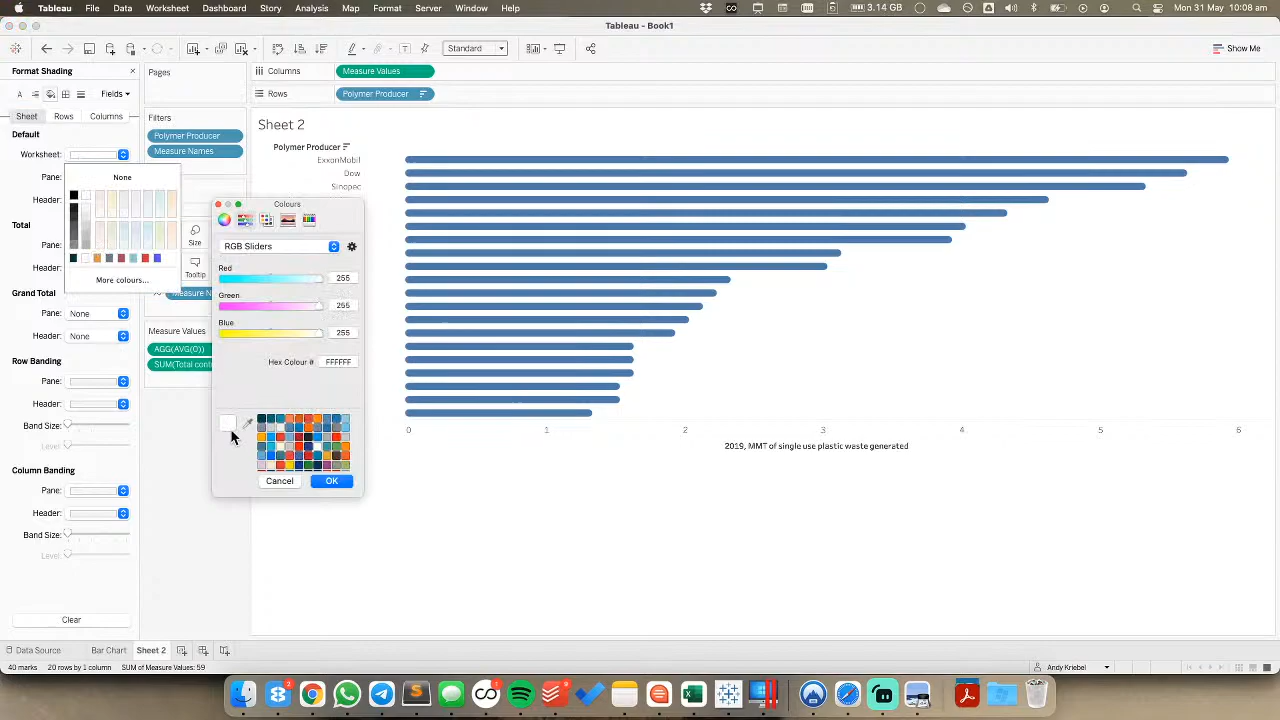 Tableau File Data Worksheet Dashboard Story Analysis Map Format Server Window Help 3.14 GB Mon 31 May 10:08 am
Tableau - Book1
Standard Show Me
Format Shading
Fields
Sheet Rows Columns
Default
Worksheet:
Pane:
Header:
Total
Pane:
Header:
Grand Total
Pane: None
Header: None
Row Banding
Pane:
Header:
Band Size:
Level:
Column Banding
Pane:
Header:
Band Size:
Level:
Clear
None
More colours...
Pages
Filters
Polymer Producer
Measure Names
Size
Tooltip
Measure N
Measure Values
AGG(AVG(0))
SUM(Total cont
Colours
RGB Sliders
Red
255
Green
255
Blue
255
Hex Colour # FFFFFF
Cancel OK
Columns Measure Values
Rows Polymer Producer
Sheet 2
Polymer Producer
ExxonMobil
Dow
Sinopec
0 1 2 3 4 5 6
2019, MMT of single use plastic waste generated
Data Source Bar Chart Sheet 2
40 marks 20 rows by 1 column SUM of Measure Values: 59 Andy Kriebel